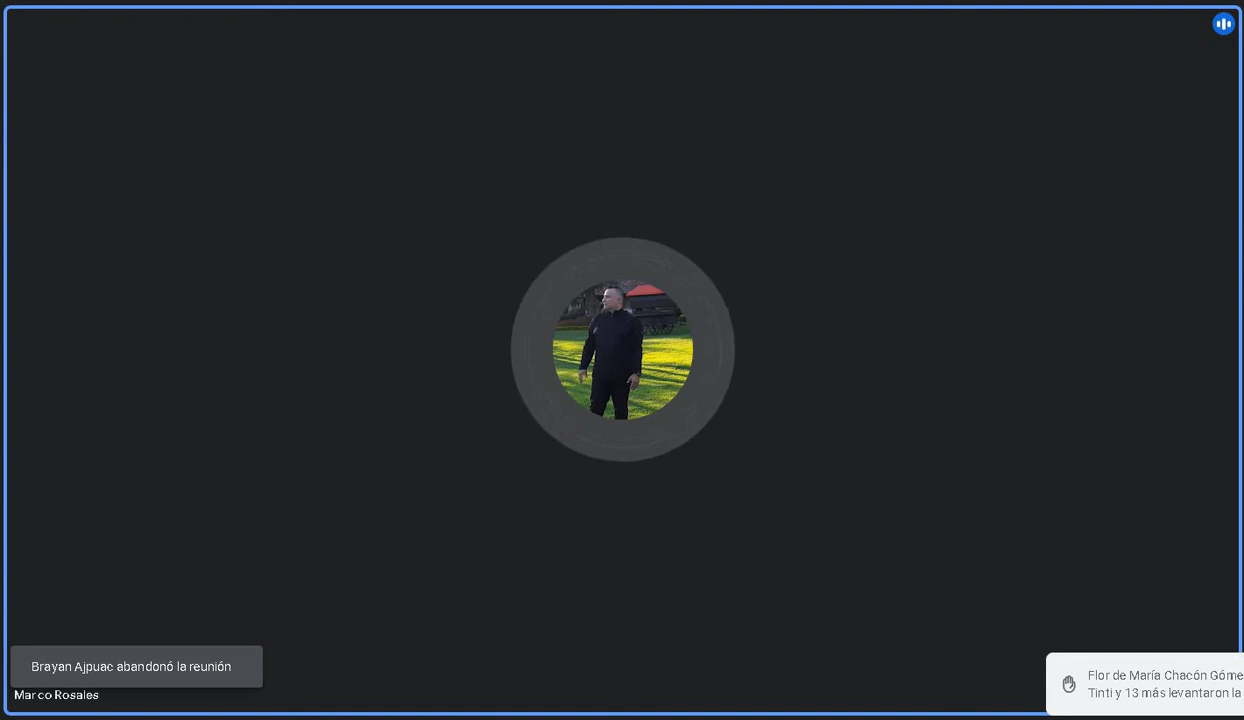 Brayan Ajpuac abandonó la reunión
Marco Rosales
Flor de María Chacón Góme
Tinti y 13 más levantaron la